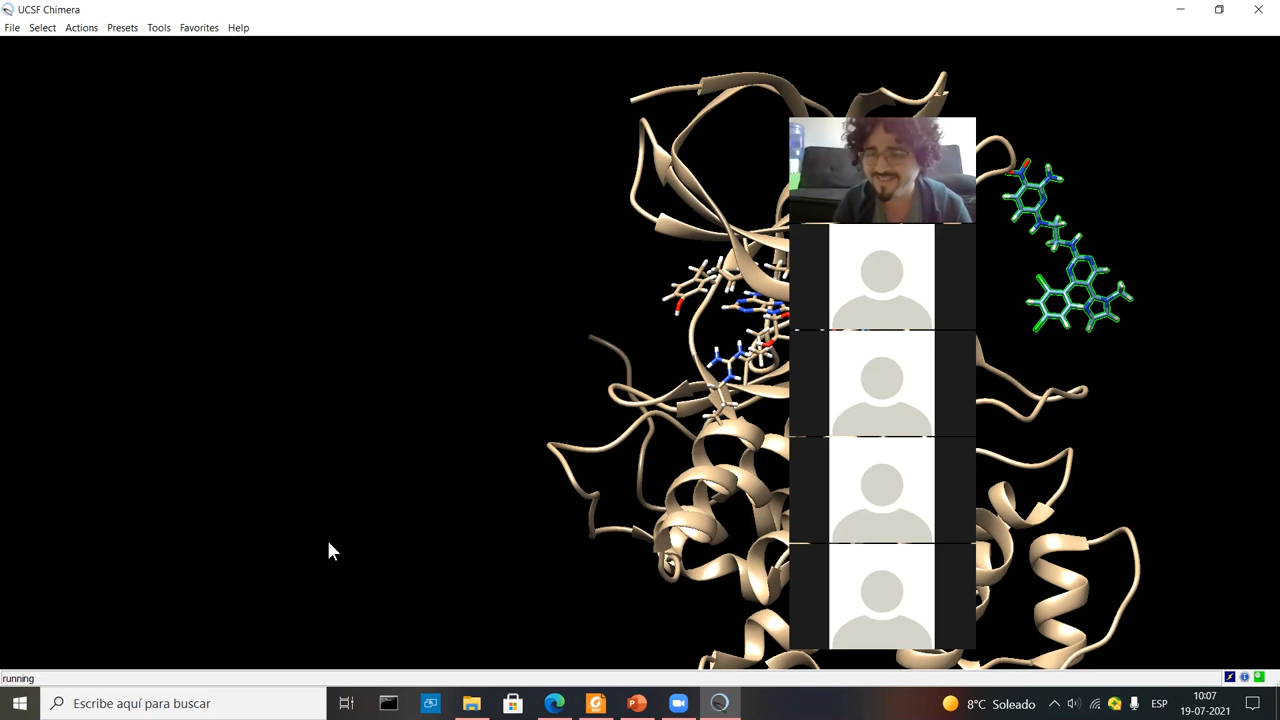 UCSF Chimera
File Select Actions Presets Tools Favorites Help
running
Escribe aquí para buscar
8°C Soleado
ESP
10:07
19-07-2021